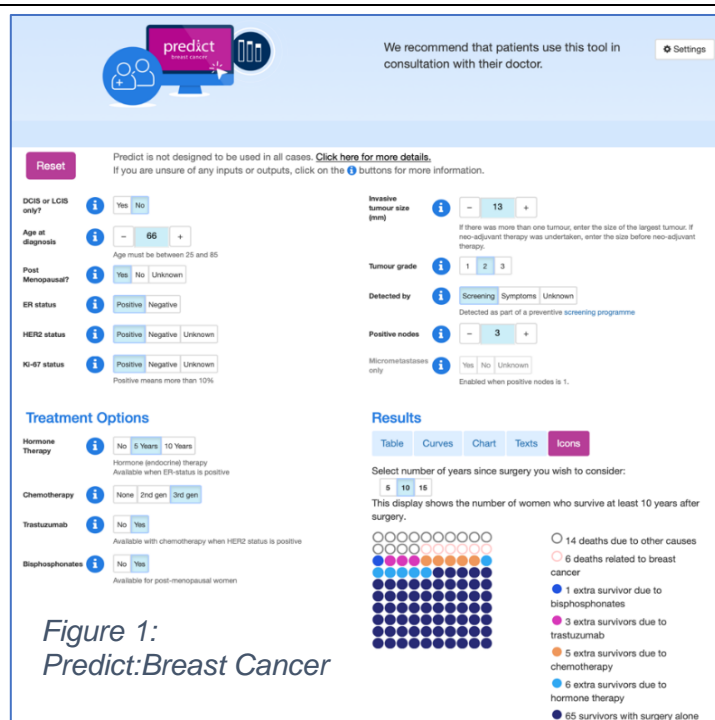 predict
breast cancer
We recommend that patients use this tool in
consultation with their doctor.
Settings
Reset
Predict is not designed to be used in all cases. Click here for more details.
If you are unsure of any inputs or outputs, click on the i buttons for more information.
DCIS or LCIS
only?
i
Yes No
Age at
diagnosis
i
– 66 +
Age must be between 25 and 85
Post
Menopausal?
i
Yes No Unknown
ER status
i
Positive Negative
HER2 status
i
Positive Negative Unknown
Ki-67 status
i
Positive Negative Unknown
Positive means more than 10%
Invasive
tumour size
(mm)
i
– 13 +
If there was more than one tumour, enter the size of the largest tumour. If
neo-adjuvant therapy was undertaken, enter the size before neo-adjuvant
therapy.
Tumour grade
i
1 2 3
Detected by
i
Screening Symptoms Unknown
Detected as part of a preventive screening programme
Positive nodes
i
– 3 +
Micrometastases
only
i
Yes No Unknown
Enabled when positive nodes is 1.
Treatment Options
Hormone
Therapy
i
No 5 Years 10 Years
Hormone (endocrine) therapy
Available when ER-status is positive
Chemotherapy
i
None 2nd gen 3rd gen
Trastuzumab
i
No Yes
Available with chemotherapy when HER2 status is positive
Bisphosphonates
i
No Yes
Available for post-menopausal women
Results
Table Curves Chart Texts Icons
Select number of years since surgery you wish to consider:
5 10 15
This display shows the number of women who survive at least 10 years after
surgery.
14 deaths due to other causes
6 deaths related to breast
cancer
1 extra survivor due to
bisphosphonates
3 extra survivors due to
trastuzumab
5 extra survivors due to
chemotherapy
6 extra survivors due to
hormone therapy
65 survivors with surgery alone
Figure 1:
Predict:Breast Cancer